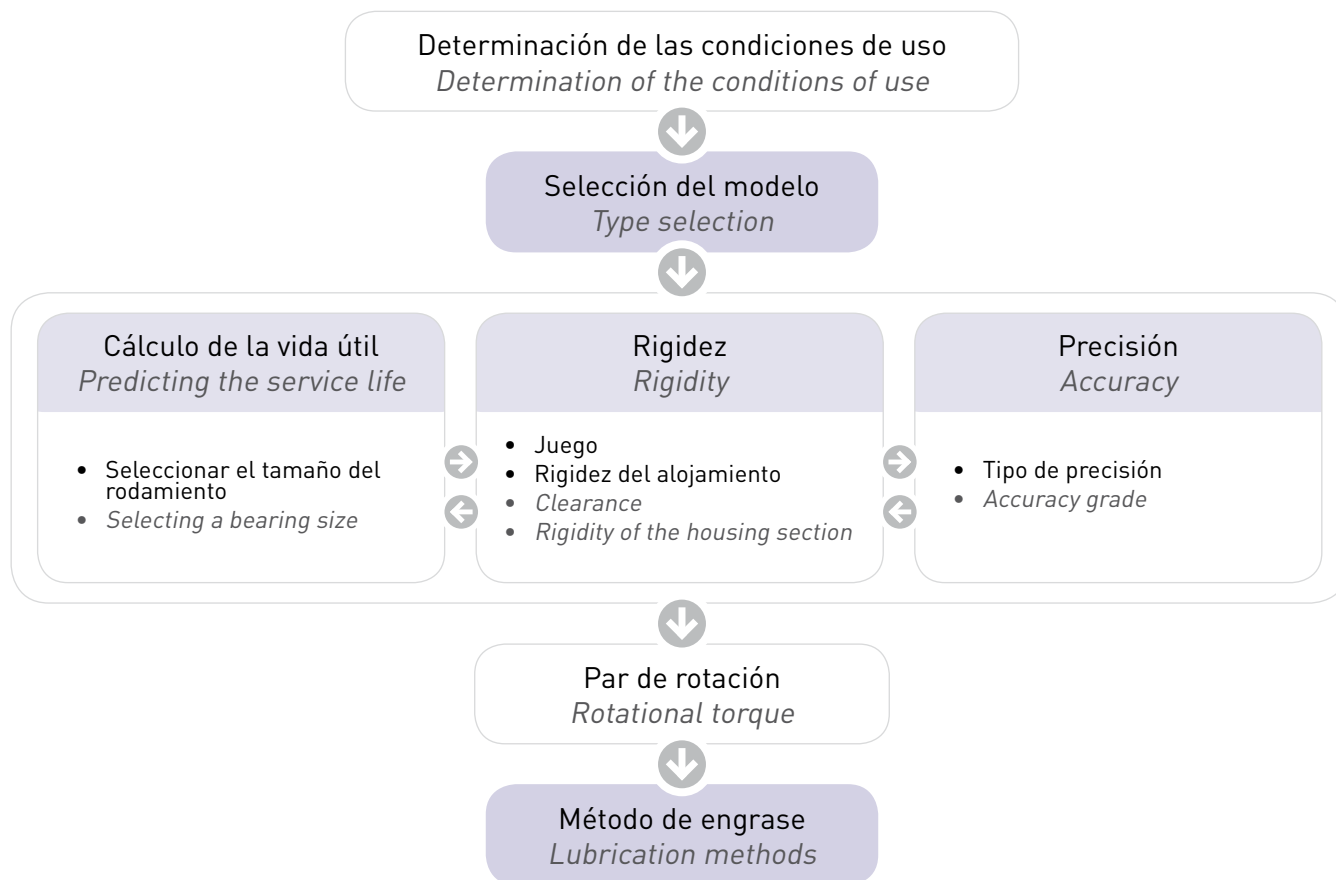 Determinación de las condiciones de uso
Determination of the conditions of use
Selección del modelo
Type selection
Cálculo de la vida útil
Predicting the service life
• Seleccionar el tamaño del
rodamiento
• Selecting a bearing size
Rigidez
Rigidity
• Juego
• Rigidez del alojamiento
• Clearance
• Rigidity of the housing section
Precisión
Accuracy
• Tipo de precisión
• Accuracy grade
Par de rotación
Rotational torque
Método de engrase
Lubrication methods